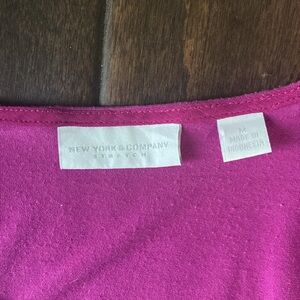 NEW YORK & COMPANY
STRETCH
M
MADE IN
INDONESIA